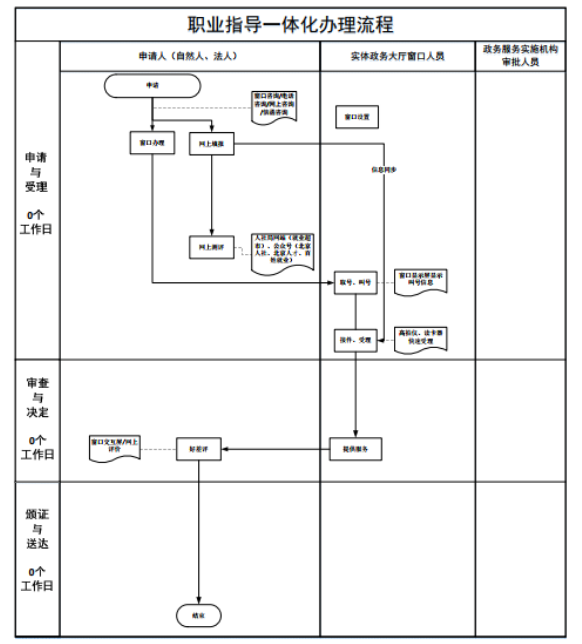 职业指导一体化办理流程
申请人（自然人、法人）
实体政务大厅窗口人员
政务服务实施机构
审批人员
申请
与
受理
0个
工作日
申请
窗口咨询/电话
咨询/网上咨询
/信函咨询
窗口设置
窗口办理
网上填报
信息同步
网上测评
人社局网站（就业超
市）、公众号（北京
人社、北京人才、百
姓就业）
取号、叫号
窗口显示屏显示
叫号信息
接件、受理
高拍仪、读卡器
快速受理
审查
与
决定
0个
工作日
窗口交互屏/网上
评价
好差评
提供服务
颁证
与
送达
0个
工作日
结束